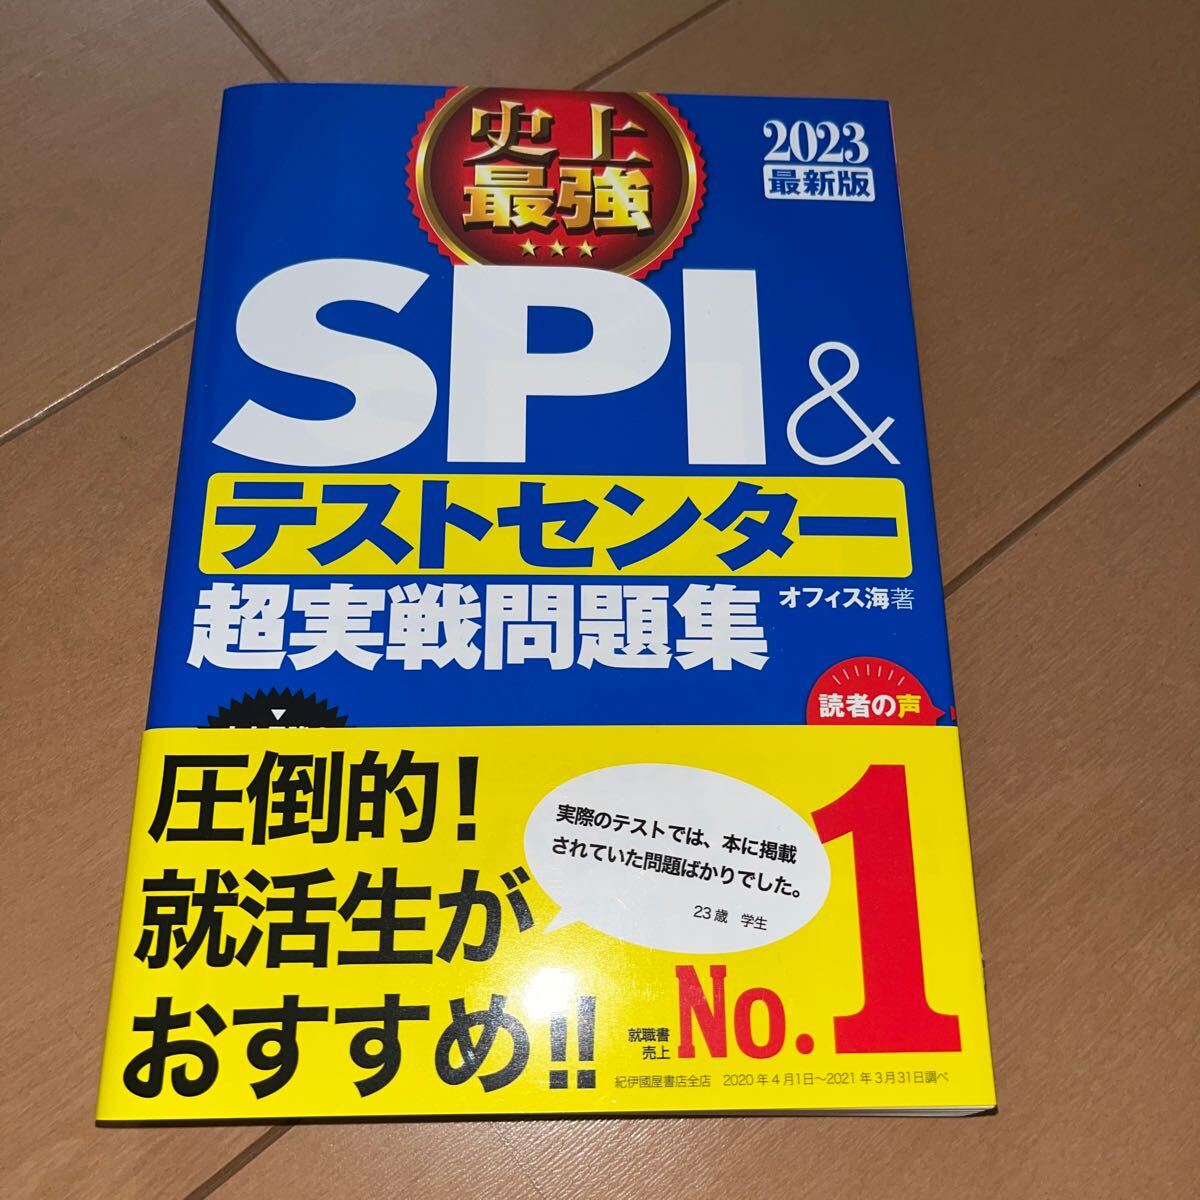 史上
最強
2023
最新版
SPI&
テストセンター
超実戦問題集
オフィス海著
読者の声
圧倒的!
就活生が
おすすめ!!
実際のテストでは、本に掲載
されていた問題ばかりでした。
23歳 学生
就職書
売上
No.1
紀伊國屋書店全店 2020年4月1日〜2021年3月31日調べ